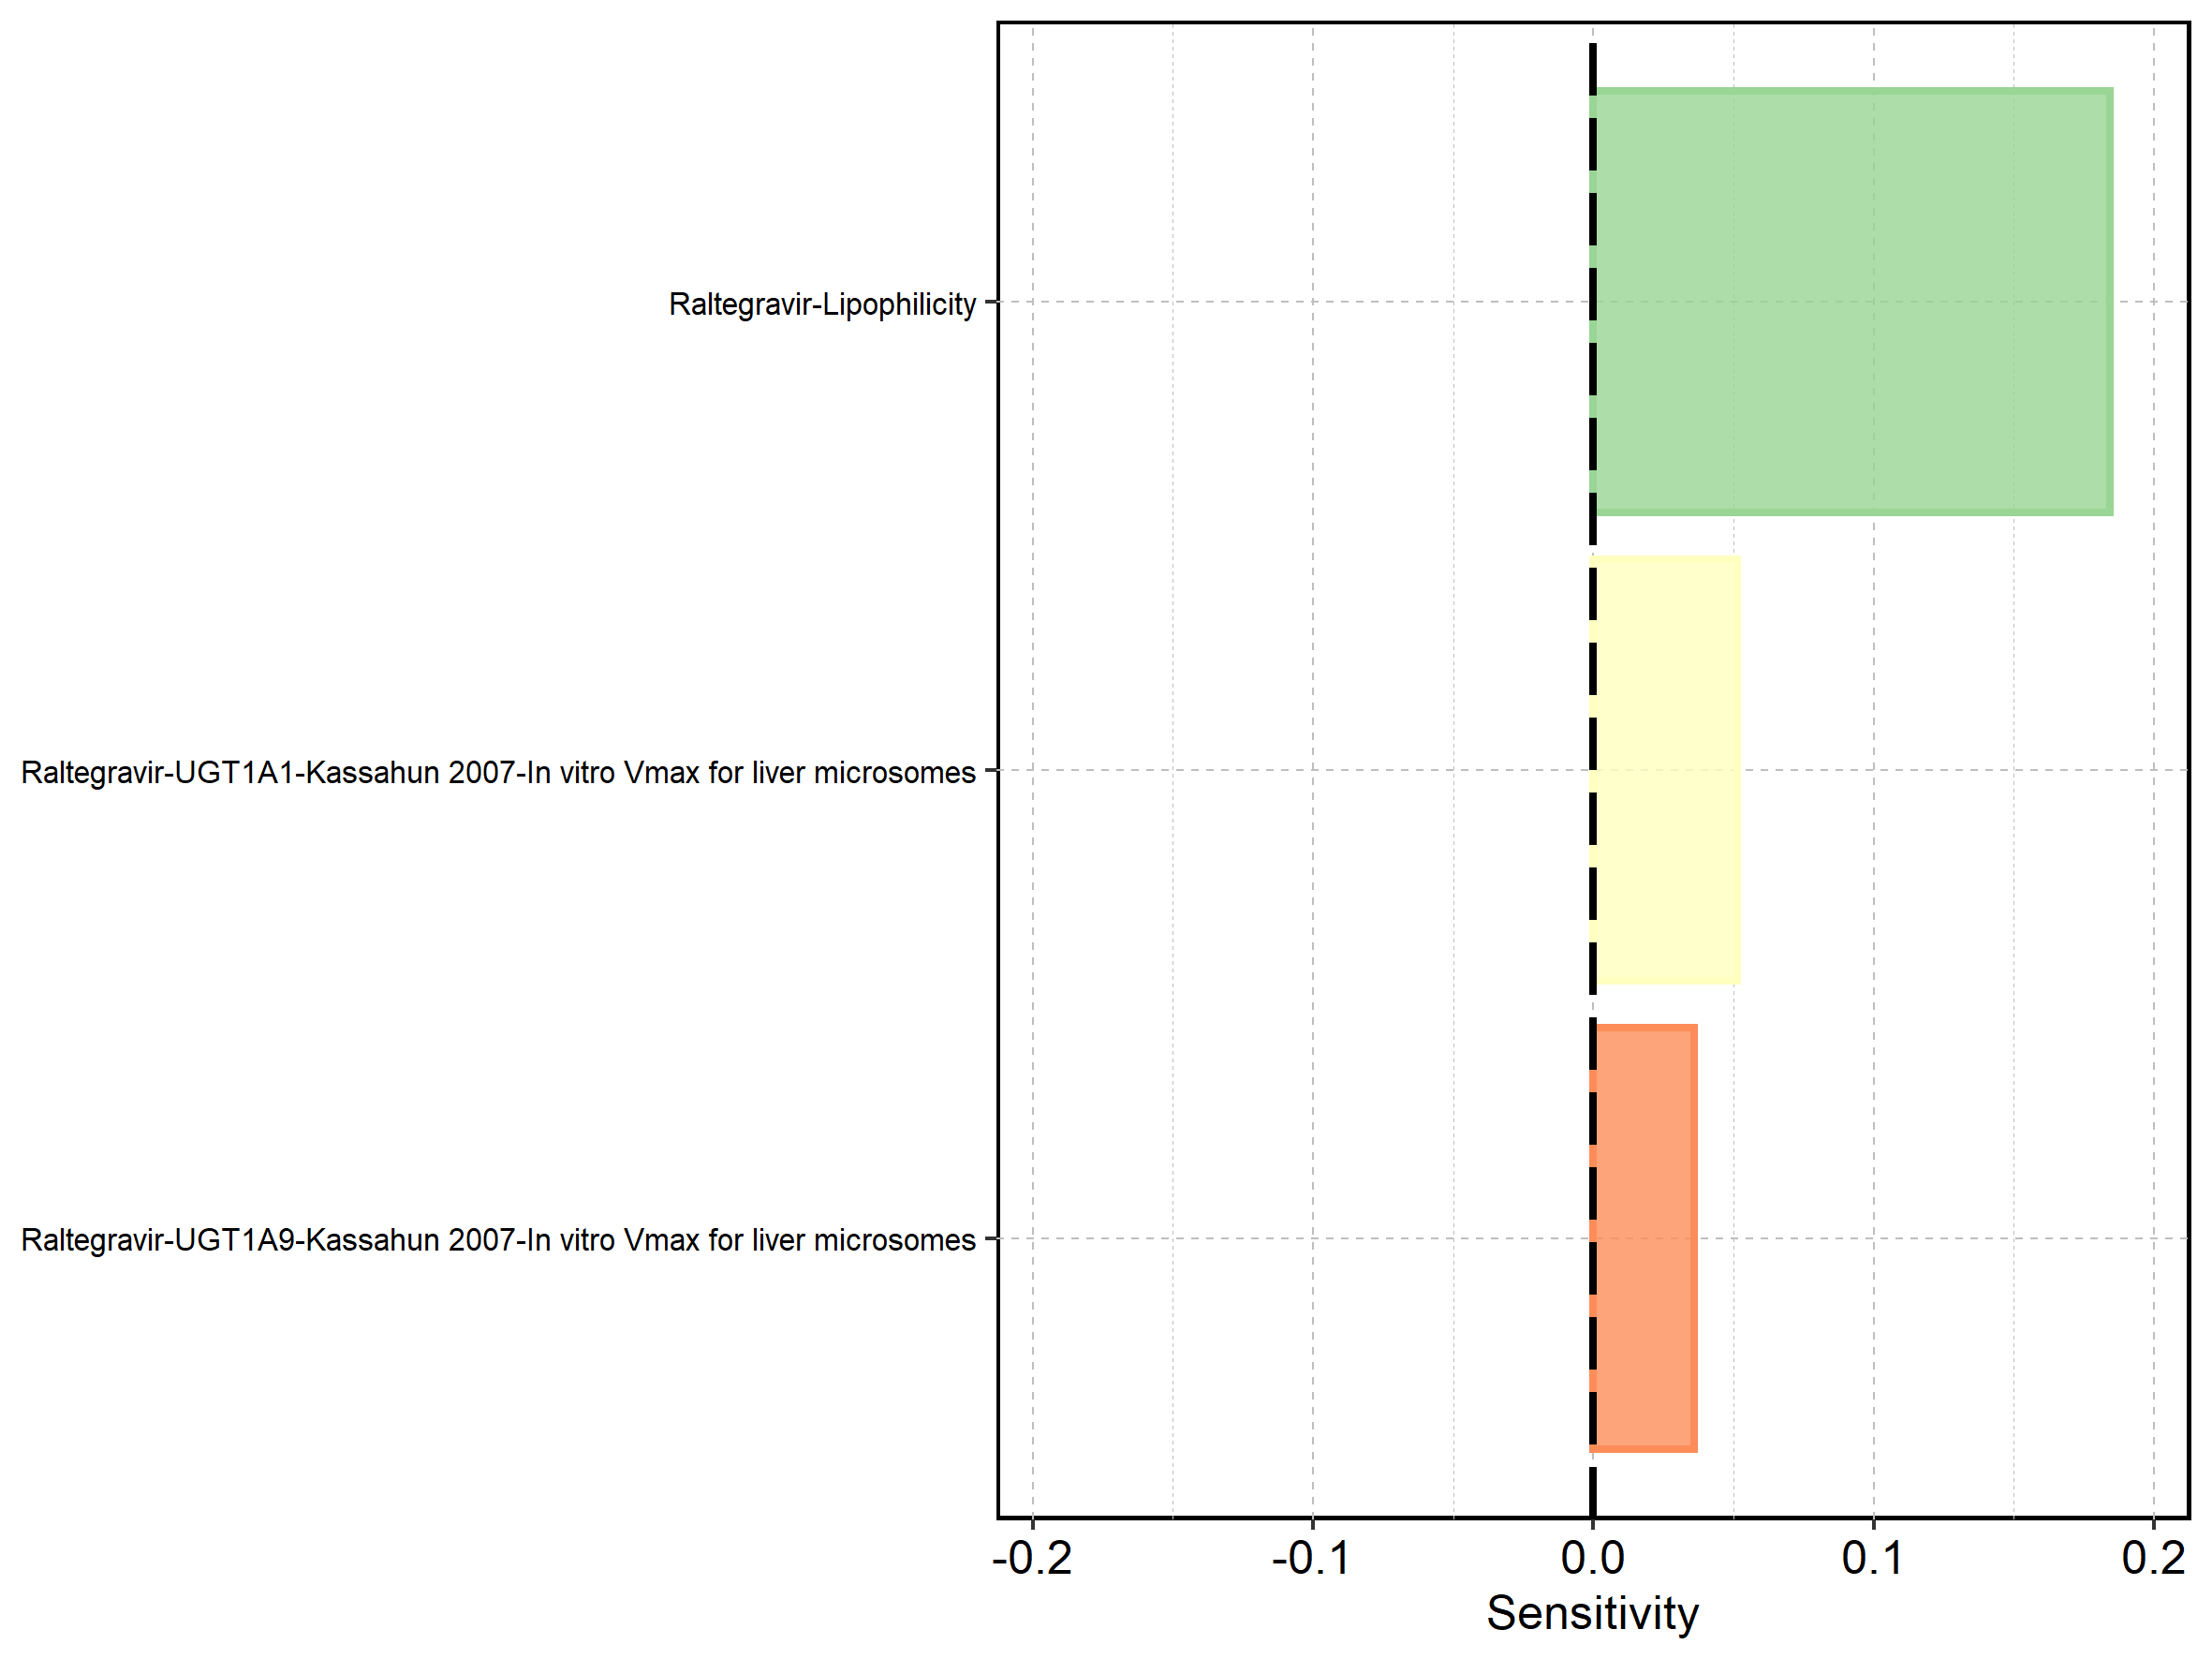 Raltegravir-Lipophilicity
Raltegravir-UGT1A1-Kassahun 2007-In vitro Vmax for liver microsomes
Raltegravir-UGT1A9-Kassahun 2007-In vitro Vmax for liver microsomes
-0.2 -0.1 0.0 0.1 0.2
Sensitivity